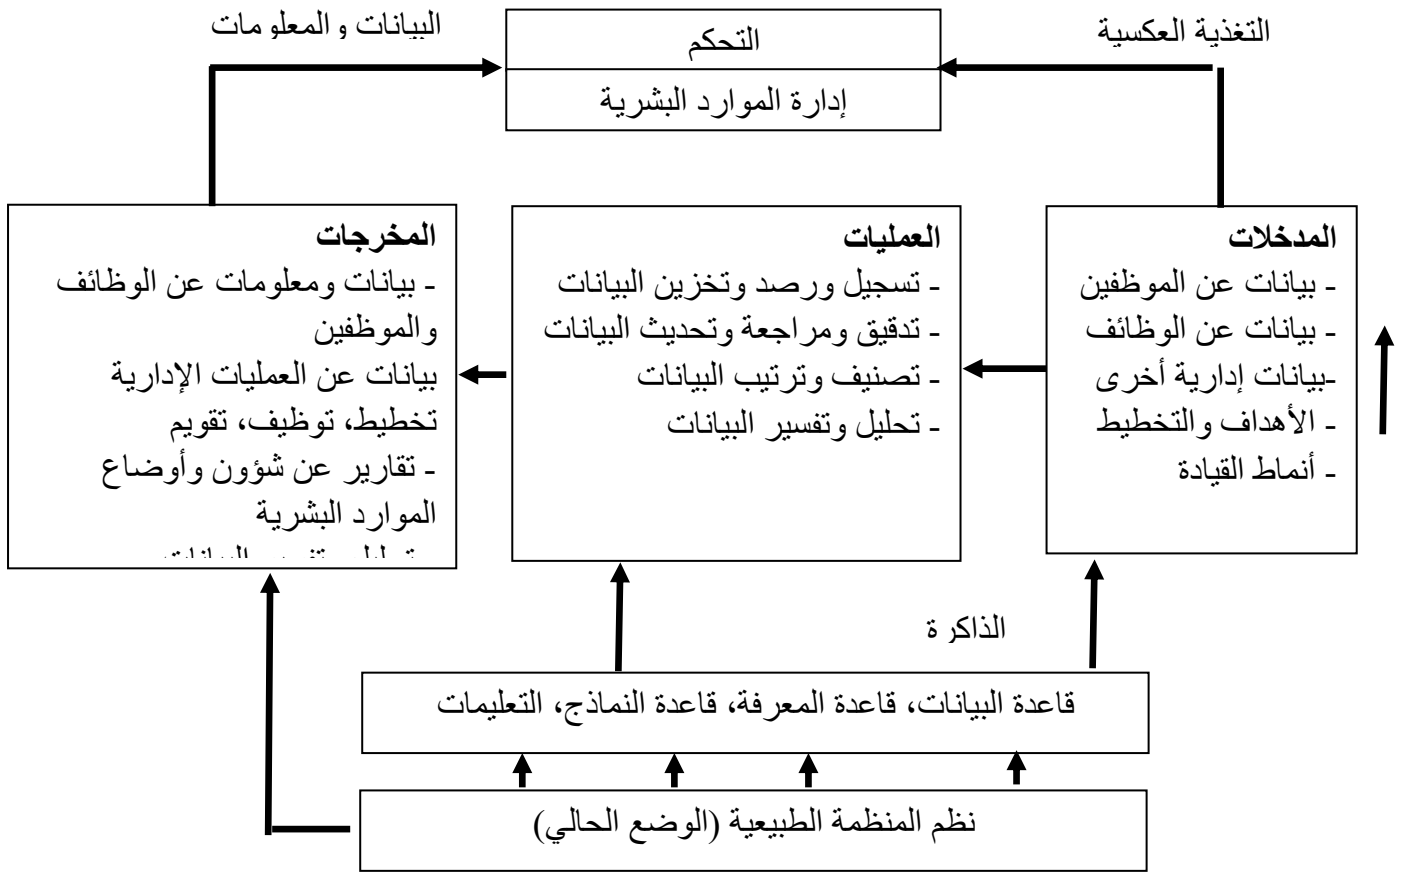 التغذية العكسية
التحكم
البيانات والمعلومات
إدارة الموارد البشرية
المدخلات
- بيانات عن الموظفين
- بيانات عن الوظائف
-بيانات إدارية أخرى
- الأهداف والتخطيط
- أنماط القيادة
العمليات
- تسجيل ورصد وتخزين البيانات
- تدقيق ومراجعة وتحديث البيانات
- تصنيف وترتيب البيانات
- تحليل وتفسير البيانات
المخرجات
- بيانات ومعلومات عن الوظائف
والموظفين
بيانات عن العمليات الإدارية
تخطيط، توظيف، تقويم
- تقارير عن شؤون وأوضاع
الموارد البشرية
الذاكرة
قاعدة البيانات، قاعدة المعرفة، قاعدة النماذج، التعليمات
نظم المنظمة الطبيعية (الوضع الحالي)